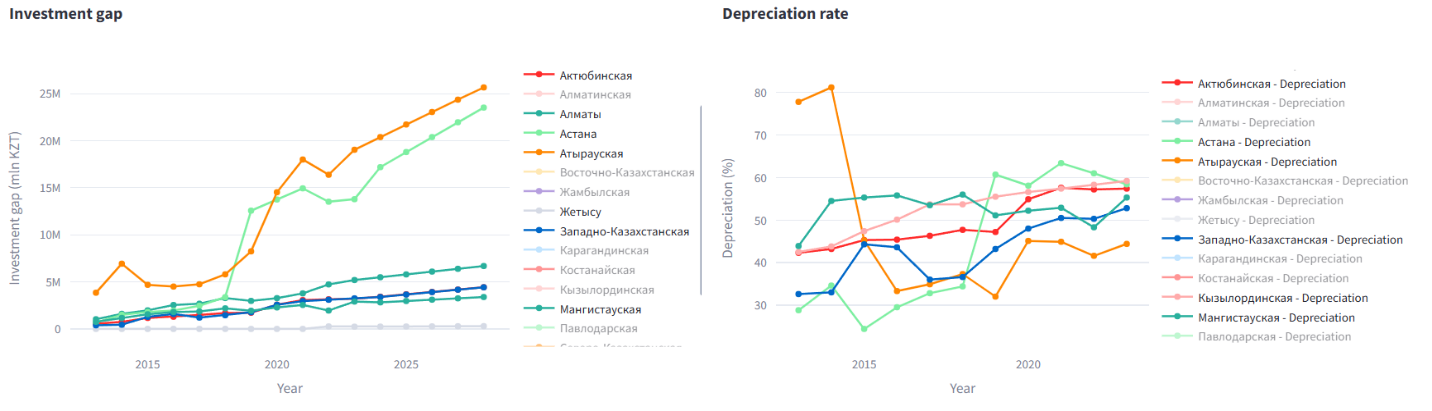 Investment gap
Investment gap (mln KZT)
25M
20M
15M
10M
5M
0
2015
2020
2025
Year
Актюбинская
Алматинская
Алматы
Астана
Атырауская
Восточно-Казахстанская
Жамбылская
Жетысу
Западно-Казахстанская
Карагандинская
Костанайская
Кызылординская
Мангистауская
Павлодарская
Depreciation rate
Depreciation (%)
80
70
60
50
40
30
2015
2020
Year
Актюбинская - Depreciation
Алматинская - Depreciation
Алматы - Depreciation
Астана - Depreciation
Атырауская - Depreciation
Восточно-Казахстанская - Depreciation
Жамбылская - Depreciation
Жетысу - Depreciation
Западно-Казахстанская - Depreciation
Карагандинская - Depreciation
Костанайская - Depreciation
Кызылординская - Depreciation
Мангистауская - Depreciation
Павлодарская - Depreciation